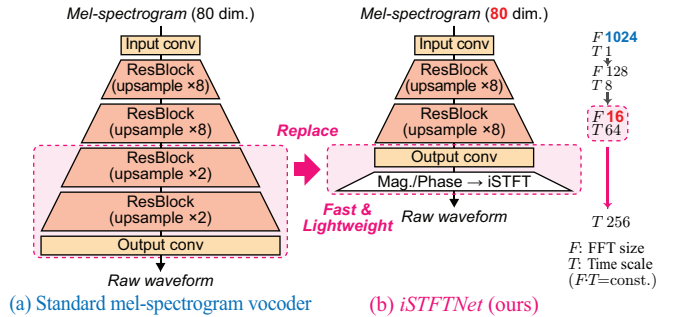 Mel-spectrogram (80 dim.)
Input conv
ResBlock
(upsample ×8)
ResBlock
(upsample ×8)
ResBlock
(upsample ×2)
ResBlock
(upsample ×2)
Output conv
Raw waveform
(a) Standard mel-spectrogram vocoder
Replace
Fast &
Lightweight
Mel-spectrogram (80 dim.)
Input conv
ResBlock
(upsample ×8)
ResBlock
(upsample ×8)
Output conv
Mag./Phase → iSTFT
Raw waveform
(b) iSTFTNet (ours)
F 1024
T 1
F 128
T 8
F 16
T 64
T 256
F: FFT size
T: Time scale
(F·T=const.)